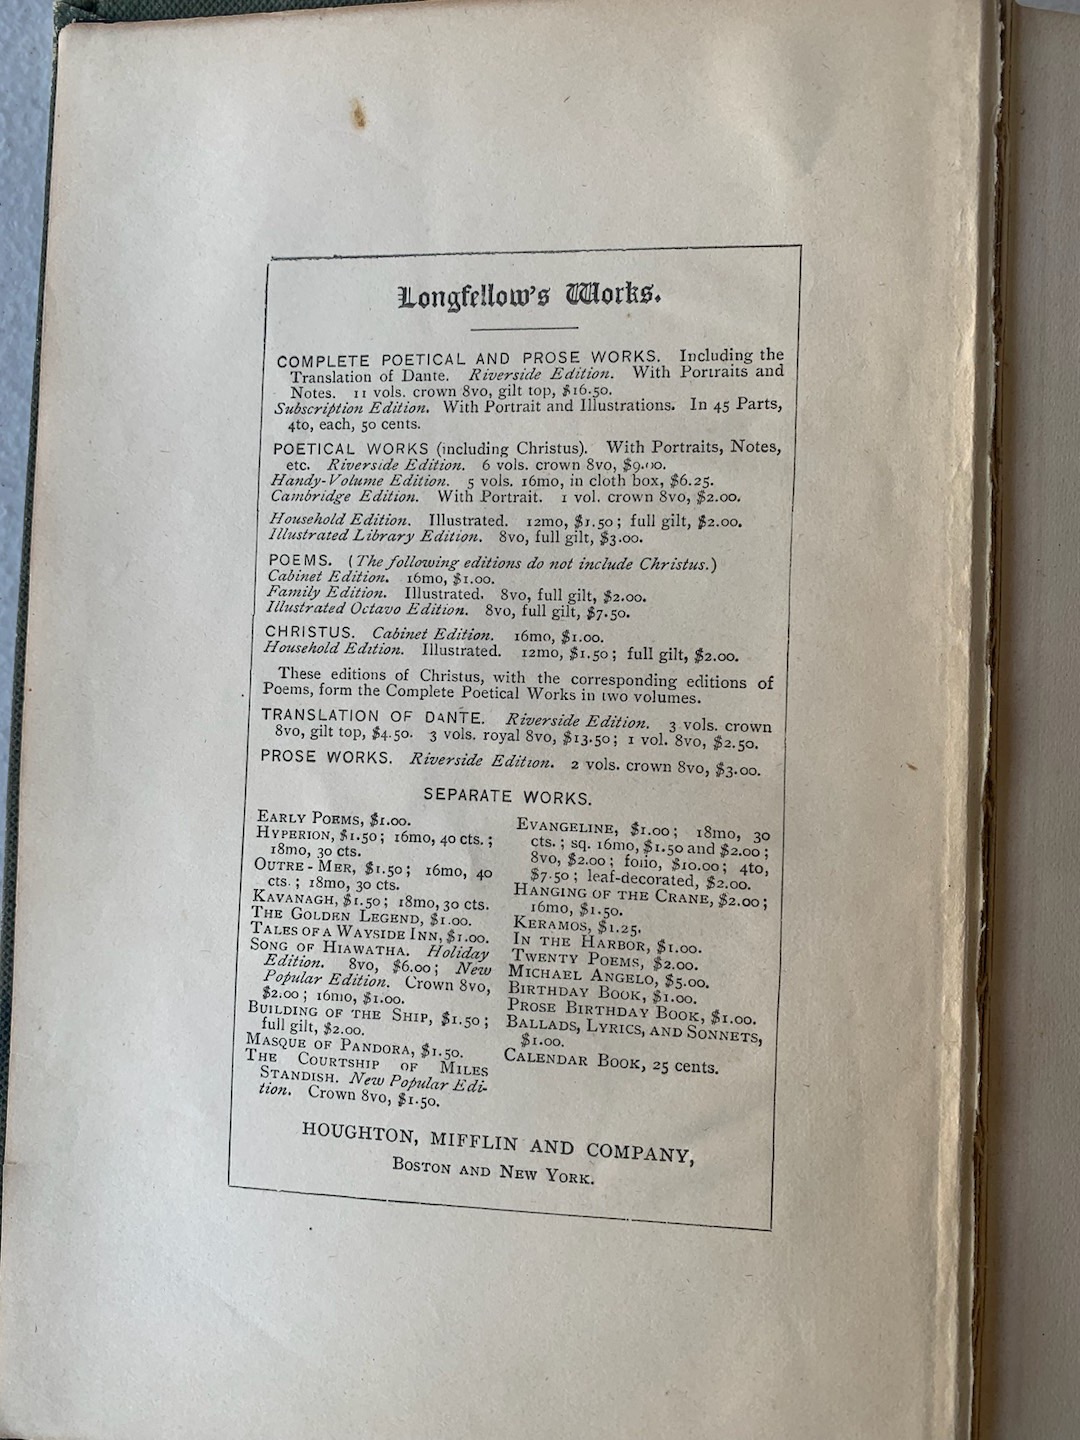 Longfellow's Works.
COMPLETE POETICAL AND PROSE WORKS. Including the
Translation of Dante. Riverside Edition. With Portraits and
Notes. 11 vols. crown 8vo, gilt top, $16.50.
Subscription Edition. With Portrait and Illustrations. In 45 Parts,
4to, each, 50 cents.
POETICAL WORKS (including Christus). With Portraits, Notes,
etc. Riverside Edition. 6 vols. crown 8vo, $9.00.
Handy-Volume Edition. 5 vols. 16mo, in cloth box, $6.25.
Cambridge Edition. With Portrait. 1 vol. crown 8vo, $2.00.
Household Edition. Illustrated. 12mo, $1.50; full gilt, $2.00.
Illustrated Library Edition. 8vo, full gilt, $3.00.
POEMS. (The following editions do not include Christus.)
Cabinet Edition. 16mo, $1.00.
Family Edition. Illustrated. 8vo, full gilt, $2.00.
Illustrated Octavo Edition. 8vo, full gilt, $7.50.
CHRISTUS. Cabinet Edition. 16mo, $1.00.
Household Edition. Illustrated. 12mo, $1.50; full gilt, $2.00.
These editions of Christus, with the corresponding editions of
Poems, form the Complete Poetical Works in two volumes.
TRANSLATION OF DANTE. Riverside Edition. 3 vols. crown
8vo, gilt top, $4.50. 3 vols. royal 8vo, $13.50; 1 vol. 8vo, $2.50.
PROSE WORKS. Riverside Edition. 2 vols. crown 8vo, $3.00.
SEPARATE WORKS.
EARLY POEMS, $1.00.
HYPERION, $1.50; 16mo, 40 cts.;
18mo, 30 cts.
OUTRE-MER, $1.50; 16mo, 40
cts.; 18mo, 30 cts.
KAVANAGH, $1.50; 18mo, 30 cts.
THE GOLDEN LEGEND, $1.00.
TALES OF A WAYSIDE INN, $1.00.
SONG OF HIAWATHA. Holiday
Edition. 8vo, $6.00; New
Popular Edition. Crown 8vo,
$2.00; 16mo, $1.00.
BUILDING OF THE SHIP, $1.50;
full gilt, $2.00.
MASQUE OF PANDORA, $1.50.
THE COURTSHIP OF MILES
STANDISH. New Popular Edi-
tion. Crown 8vo, $1.50.
EVANGELINE, $1.00; 18mo, 30
cts.; sq. 16mo, $1.50 and $2.00;
8vo, $2.00; folio, $10.00; 4to,
$7.50; leaf-decorated, $2.00.
HANGING OF THE CRANE, $2.00;
16mo, $1.50.
KERAMOS, $1.25.
IN THE HARBOR, $1.00.
TWENTY POEMS, $2.00.
MICHAEL ANGELO, $5.00.
BIRTHDAY BOOK, $1.00.
PROSE BIRTHDAY BOOK, $1.00.
BALLADS, LYRICS, AND SONNETS,
$1.00.
CALENDAR BOOK, 25 cents.
HOUGHTON, MIFFLIN AND COMPANY,
BOSTON AND NEW YORK.